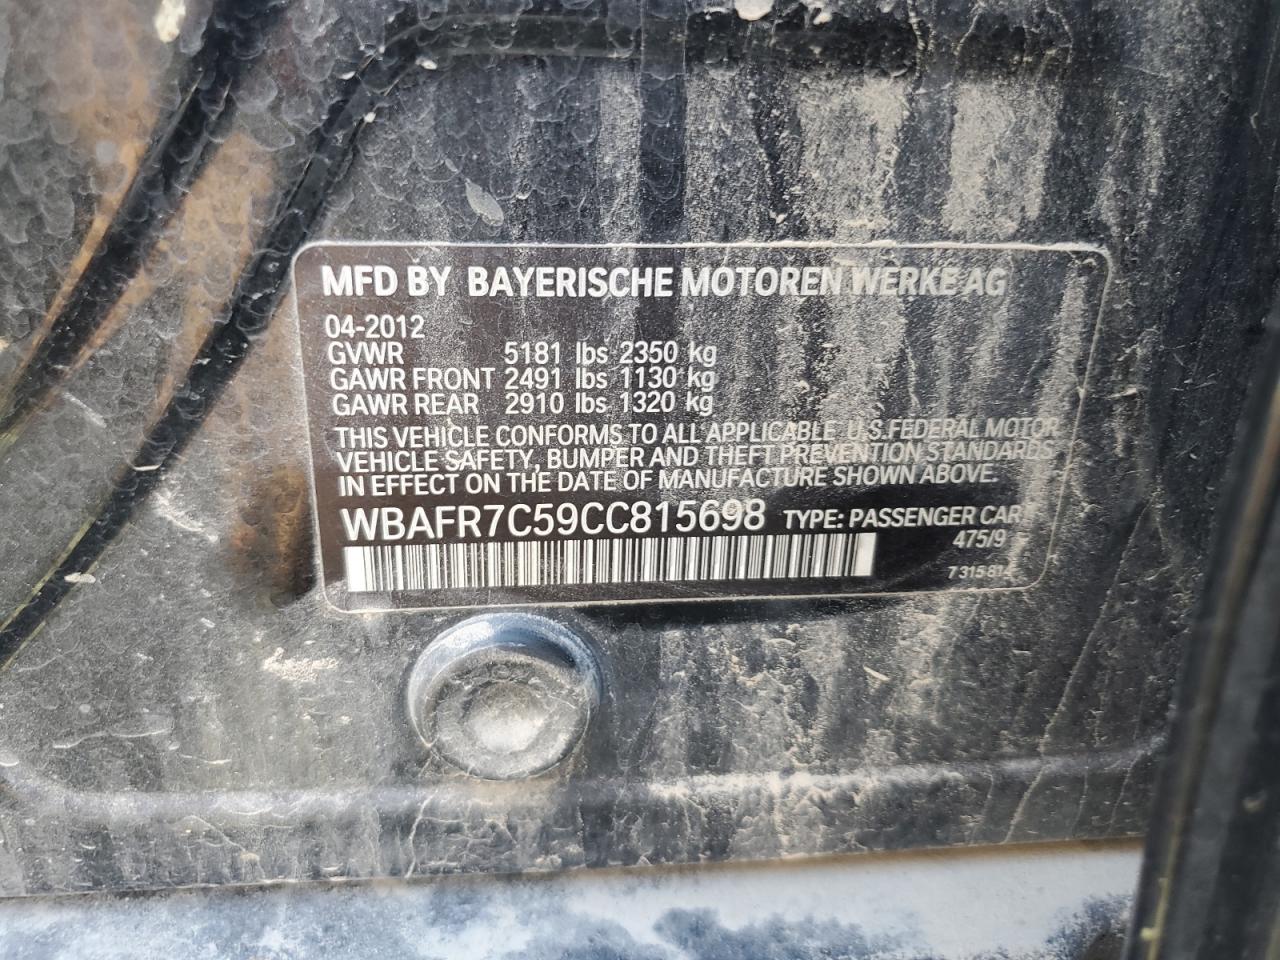 MFD BY BAYERISCHE MOTOREN WERKE AG
04-2012
GVWR 5181 lbs 2350 kg
GAWR FRONT 2491 lbs 1130 kg
GAWR REAR 2910 lbs 1320 kg
THIS VEHICLE CONFORMS TO ALL APPLICABLE U.S.FEDERAL MOTOR
VEHICLE SAFETY, BUMPER AND THEFT PREVENTION STANDARDS
IN EFFECT ON THE DATE OF MANUFACTURE SHOWN ABOVE.
WBAFR7C59CC815698 TYPE: PASSENGER CAR
475/9
7 315